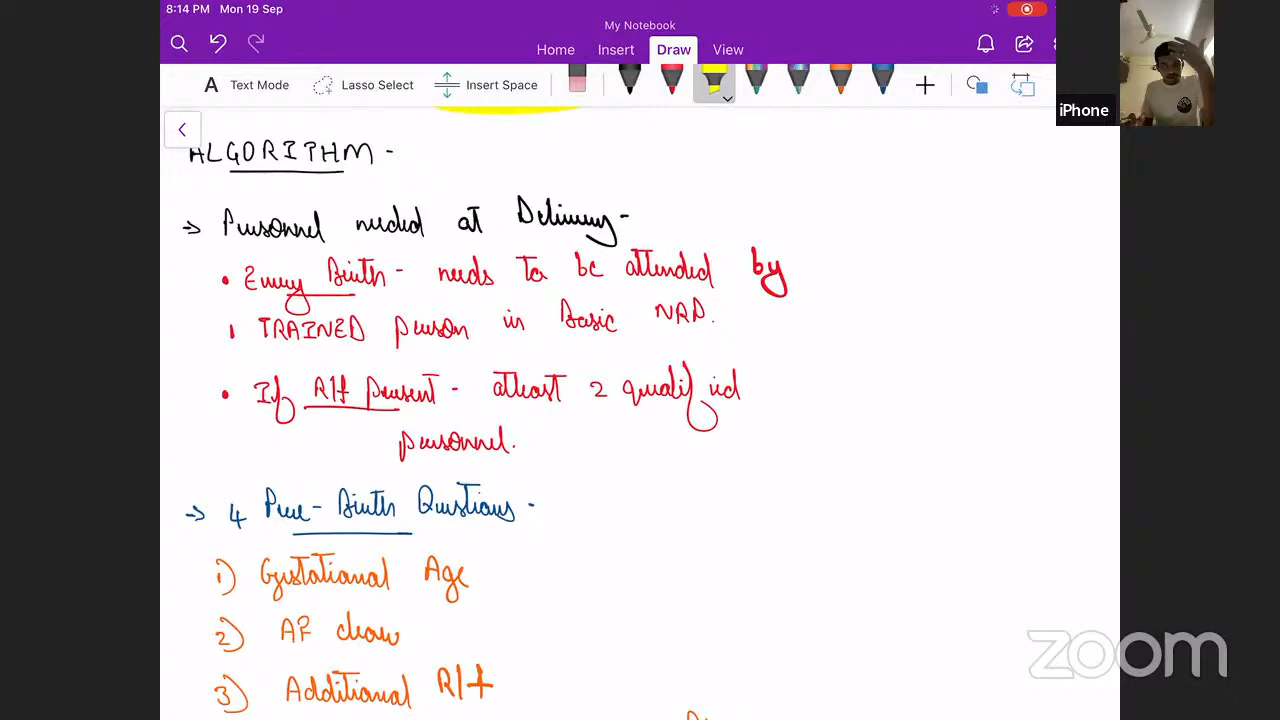 8:14 PM Mon 19 Sep
My Notebook
Home Insert Draw View
A Text Mode Lasso Select Insert Space
iPhone
ALGORITHM -
→ Personnel needed at Delivery -
• Every Birth - needs to be attended by
1 TRAINED person in Basic NRP.
• If R/f present - atleast 2 qualified
personnel.
→ 4 Pre-Birth Questions -
1) Gestational Age
2) AF clear
3) Additional R/f
zoom